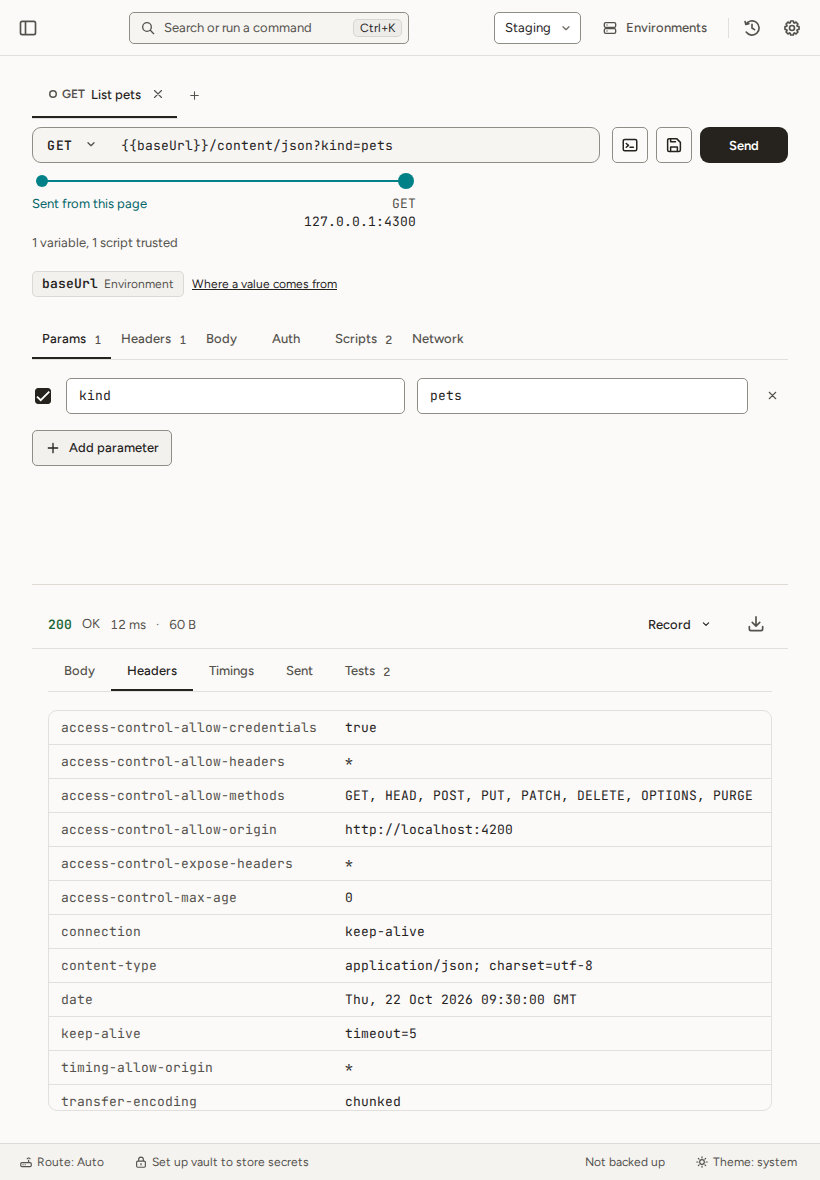 Search or run a command Ctrl+K Staging Environments
GET List pets
GET {{baseUrl}}/content/json?kind=pets Send
Sent from this page GET
127.0.0.1:4300
1 variable, 1 script trusted
baseUrl Environment Where a value comes from
Params 1 Headers 1 Body Auth Scripts 2 Network
kind pets
Add parameter
200 OK 12 ms · 60 B Record
Body Headers Timings Sent Tests 2
access-control-allow-credentials true
access-control-allow-headers *
access-control-allow-methods GET, HEAD, POST, PUT, PATCH, DELETE, OPTIONS, PURGE
access-control-allow-origin http://localhost:4200
access-control-expose-headers *
access-control-max-age 0
connection keep-alive
content-type application/json; charset=utf-8
date Thu, 22 Oct 2026 09:30:00 GMT
keep-alive timeout=5
timing-allow-origin *
transfer-encoding chunked
Route: Auto Set up vault to store secrets Not backed up Theme: system